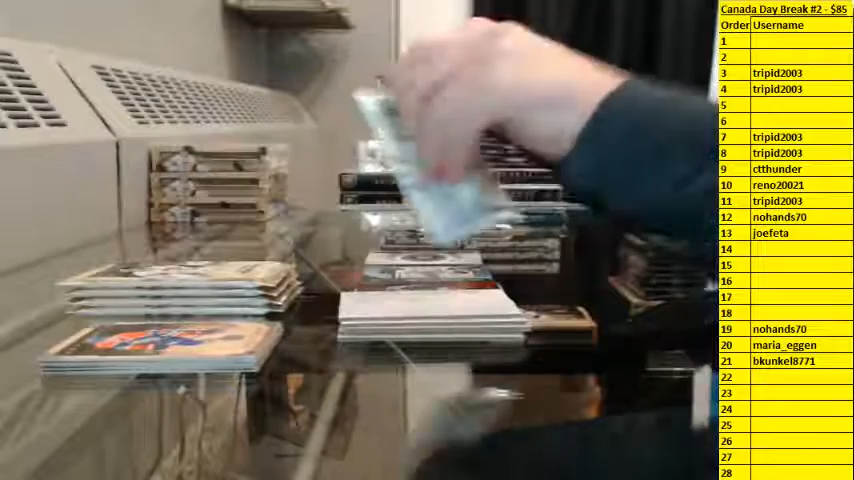 Canada Day Break #2 - $85
Order Username
1
2
3 tripid2003
4 tripid2003
5
6
7 tripid2003
8 tripid2003
9 ctthunder
10 reno20021
11 tripid2003
12 nohands70
13 joefeta
14
15
16
17
18
19 nohands70
20 maria_eggen
21 bkunkel8771
22
23
24
25
26
27
28